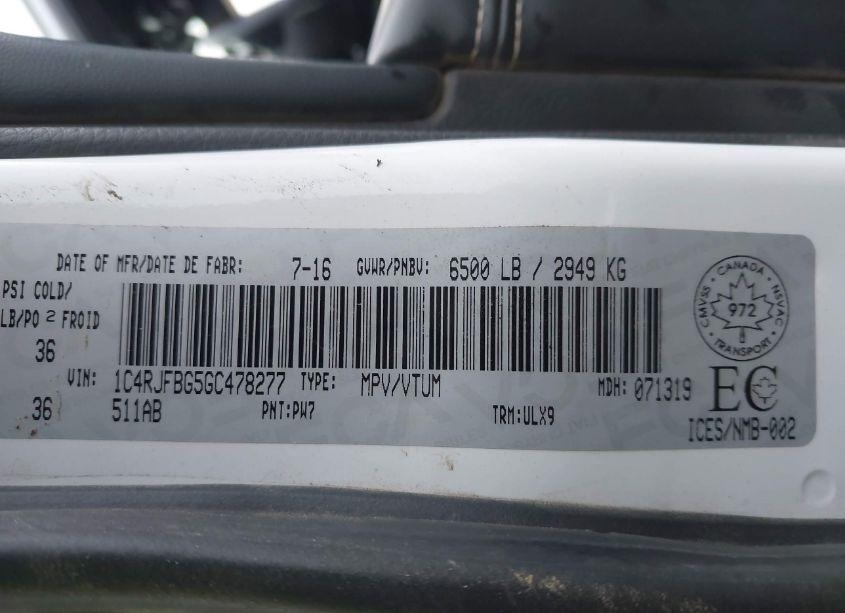 DATE OF MFR/DATE DE FABR: 7-16 GVWR/PNBV: 6500 LB / 2949 KG
PSI COLD/
LB/PO 2 FROID
36
36
VIN: 1C4RJFBG5GC478277 TYPE: MPV/VTUM MDH: 071319
511AB PNT:PW7 TRM:ULX9
CANADA
CMVSS NSVAC
972
TRANSPORT
EC
ICES/NMB-002